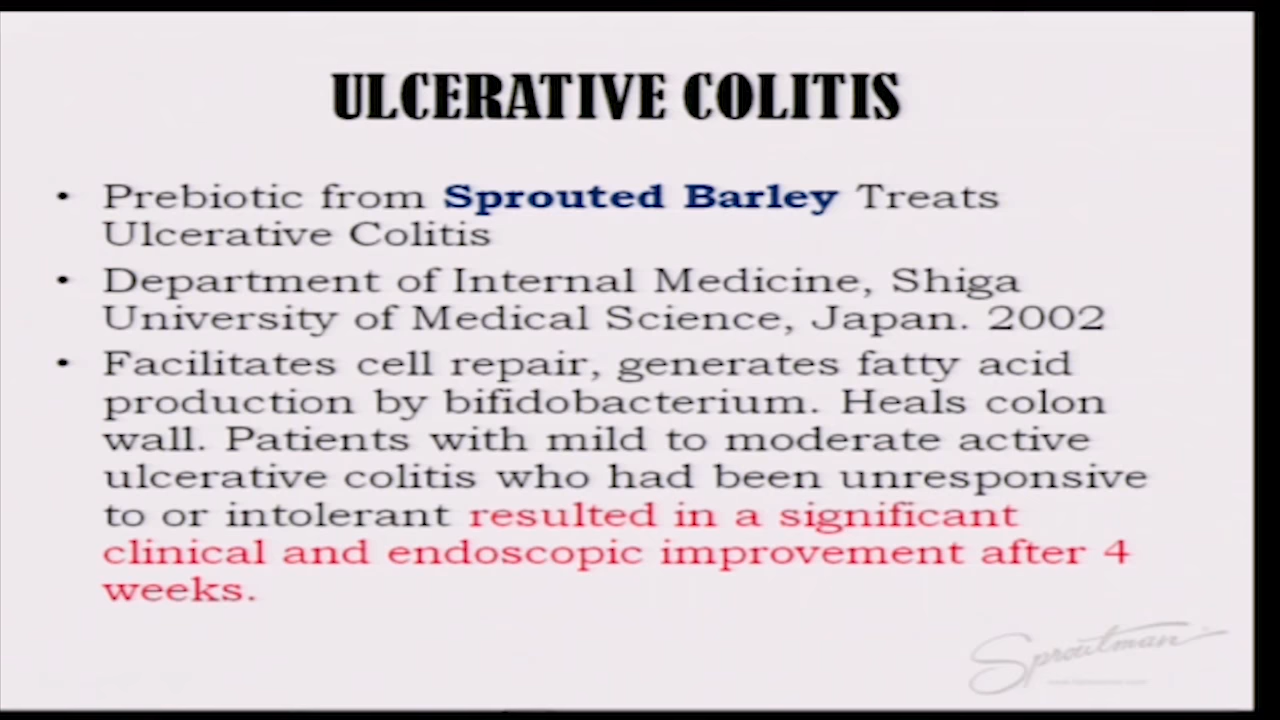 ULCERATIVE COLITIS
• Prebiotic from Sprouted Barley Treats
Ulcerative Colitis
• Department of Internal Medicine, Shiga
University of Medical Science, Japan. 2002
• Facilitates cell repair, generates fatty acid
production by bifidobacterium. Heals colon
wall. Patients with mild to moderate active
ulcerative colitis who had been unresponsive
to or intolerant resulted in a significant
clinical and endoscopic improvement after 4
weeks.
Sproutman